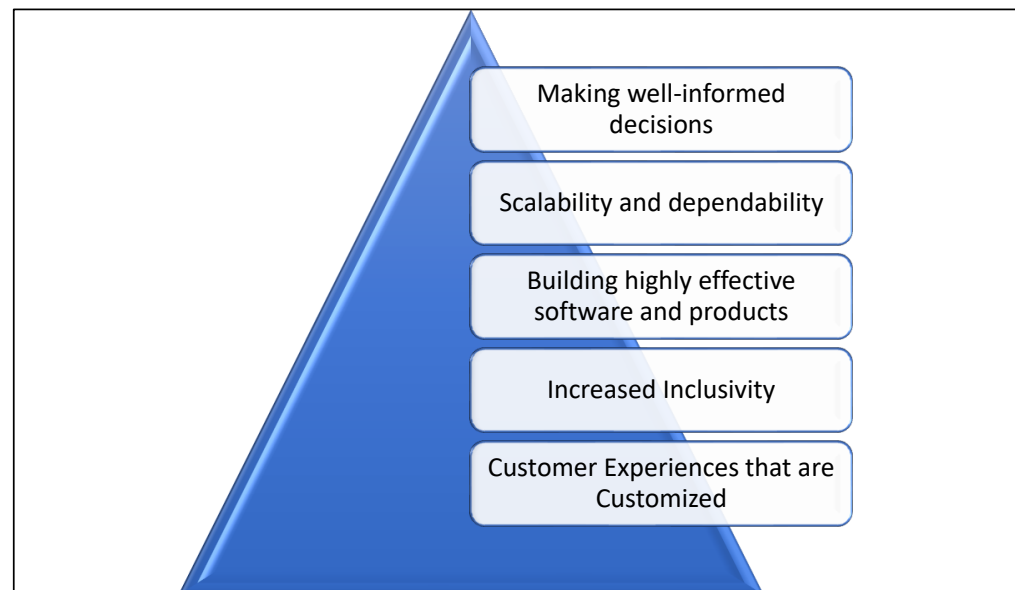 Making well-informed
decisions
Scalability and dependability
Building highly effective
software and products
Increased Inclusivity
Customer Experiences that are
Customized